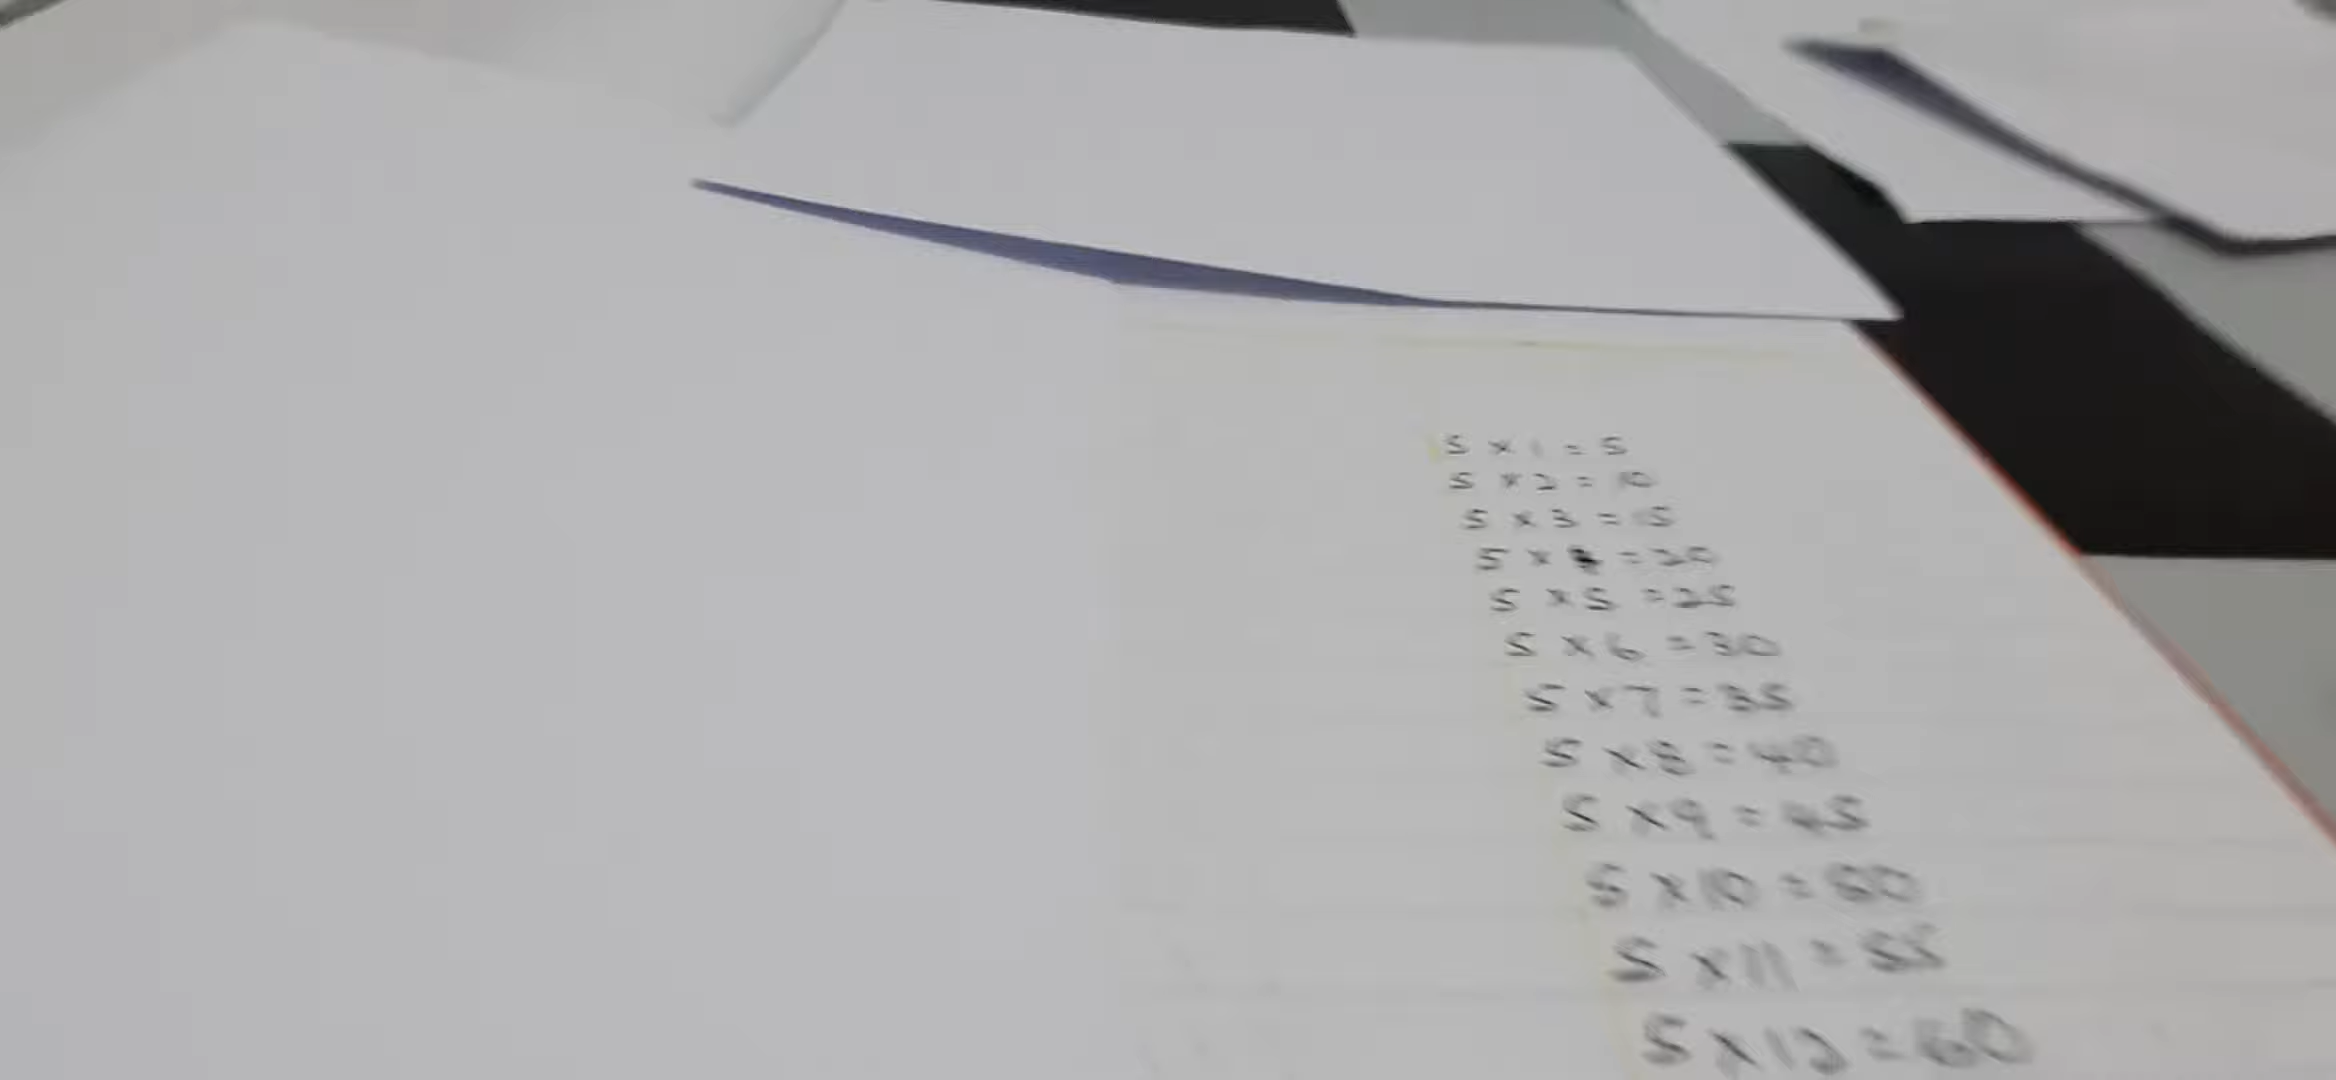 5 x 1 = 5
5 x 2 = 10
5 x 3 = 15
5 x 4 = 20
5 x 5 = 25
5 x 6 = 30
5 x 7 = 35
5 x 8 = 40
5 x 9 = 45
5 x 10 = 50
5 x 11 = 55
5 x 12 = 60